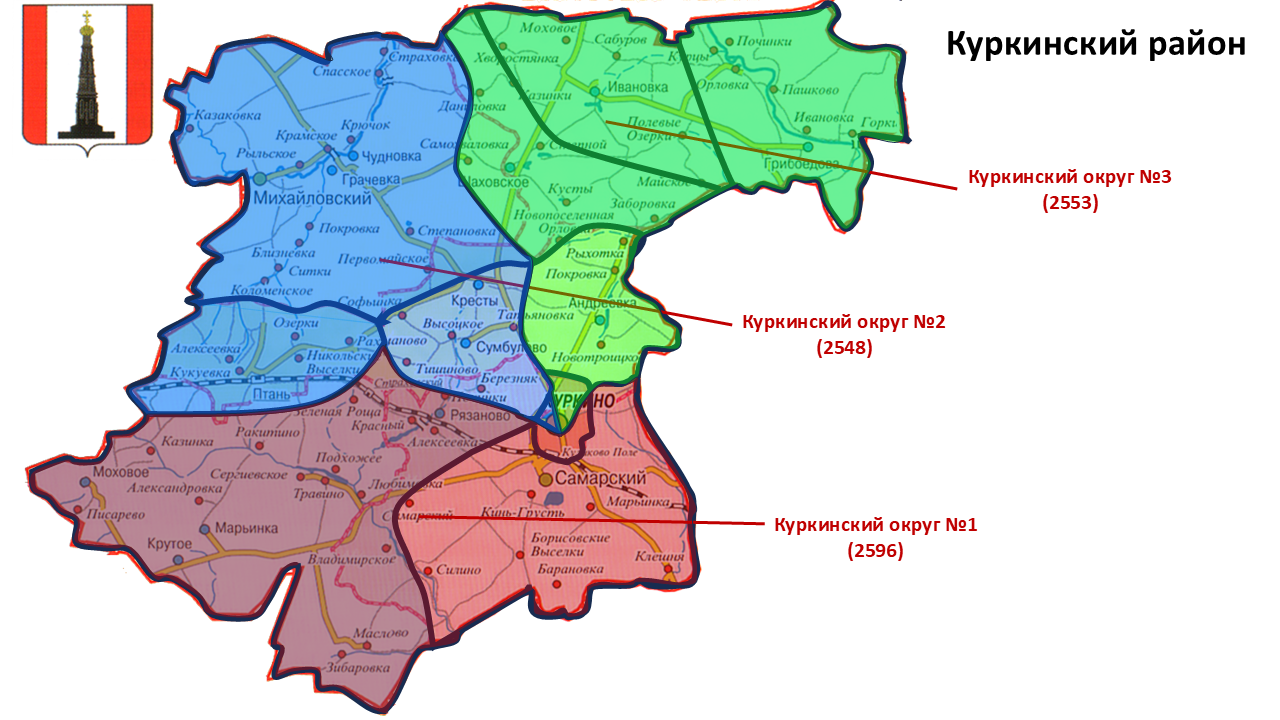 Куркинский район
Моховое
Сабуров
Починки
Страховка
Хворостянка
Курцы
Спасское
Орловка
Ивановка
Пашково
Казинки
Казаковка
Крючок
Полевые
Озерки
Ивановка
Горки
Крамское
Чудновка
Рыльское
Грибоедово
Грачевка
Шаховское
Майское
Кусты
Михайловский
Заборовка
Новопоселенная
Орловка
Покровка
Степановка
Близневка
Первомайское
Рыхотка
Ситки
Покровка
Коломенское
Софьинка
Кресты
Андреевка
Татьяновка
Озерки
Высоцкое
Рахманово
Сумбулово
Алексеевка
Никольские
Выселки
Новотроицкое
Кукуевка
Тишиново
Березняк
Птань
КУРКИНО
Зеленая Роща
Рязаново
Красный
Казинка
Ракитино
Алексеевка
Куликово Поле
Подхожее
Моховое
Сергиевское
Самарский
Александровка
Травино
Любимовка
Марьинка
Писарево
Самарский
Кинь-Грусть
Марьинка
Крутое
Борисовские
Выселки
Владимирское
Клешня
Силино
Барановка
Маслово
Зибаровка
Куркинский округ №3
(2553)
Куркинский округ №2
(2548)
Куркинский округ №1
(2596)